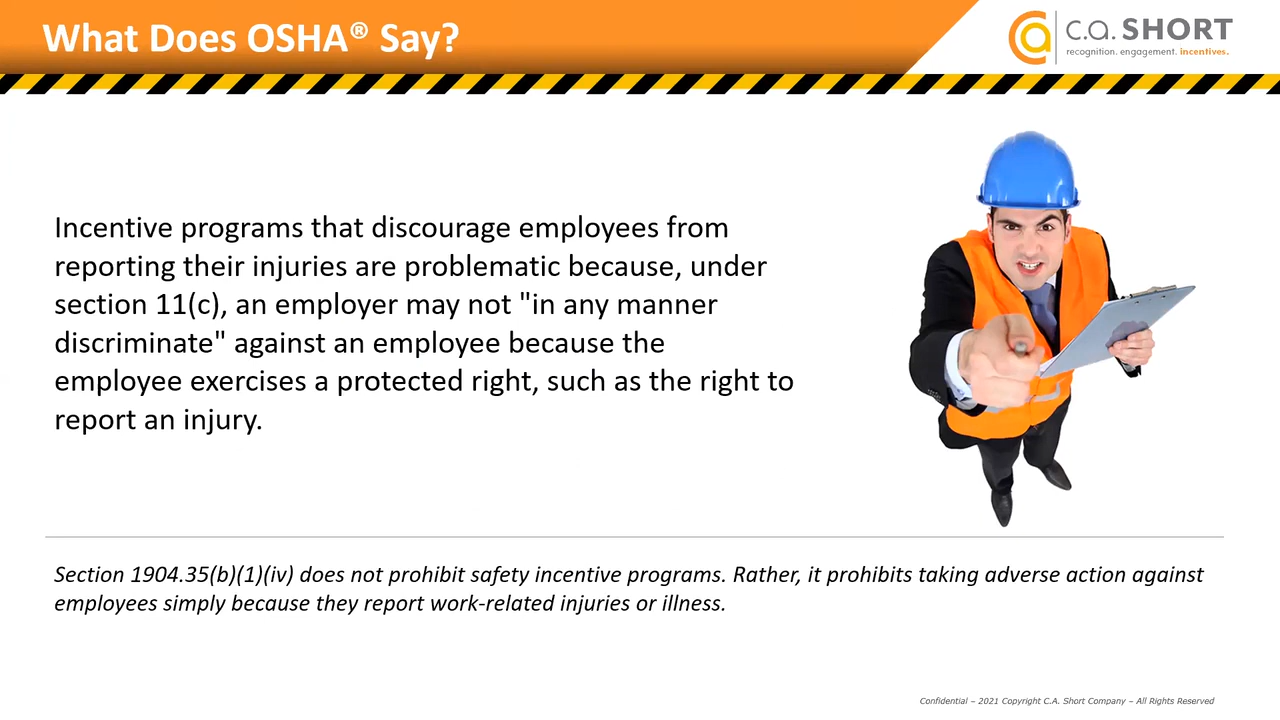 What Does OSHA® Say?
ca
c.a. SHORT
recognition. engagement. incentives.
Incentive programs that discourage employees from
reporting their injuries are problematic because, under
section 11(c), an employer may not "in any manner
discriminate" against an employee because the
employee exercises a protected right, such as the right to
report an injury.
Section 1904.35(b)(1)(iv) does not prohibit safety incentive programs. Rather, it prohibits taking adverse action against
employees simply because they report work-related injuries or illness.
Confidential – 2021 Copyright C.A. Short Company – All Rights Reserved